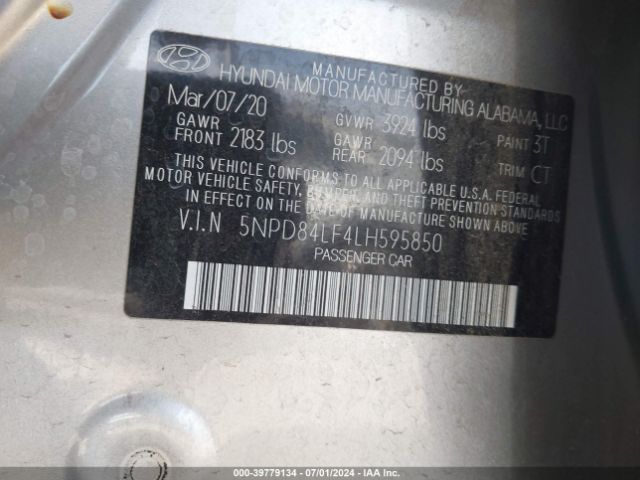 MANUFACTURED BY
HYUNDAI MOTOR MANUFACTURING ALABAMA, LLC
Mar/07/20 GVWR 3924 lbs PAINT 3T
GAWR FRONT 2183 lbs GAWR REAR 2094 lbs TRIM CT
THIS VEHICLE CONFORMS TO ALL APPLICABLE U.S.A. FEDERAL
MOTOR VEHICLE SAFETY, BUMPER, AND THEFT PREVENTION STANDARDS
IN EFFECT ON THE DATE OF MANUFACTURE SHOWN ABOVE.
V.I.N 5NPD84LF4LH595850
PASSENGER CAR
000-39779134 - 07/01/2024 - IAA Inc.